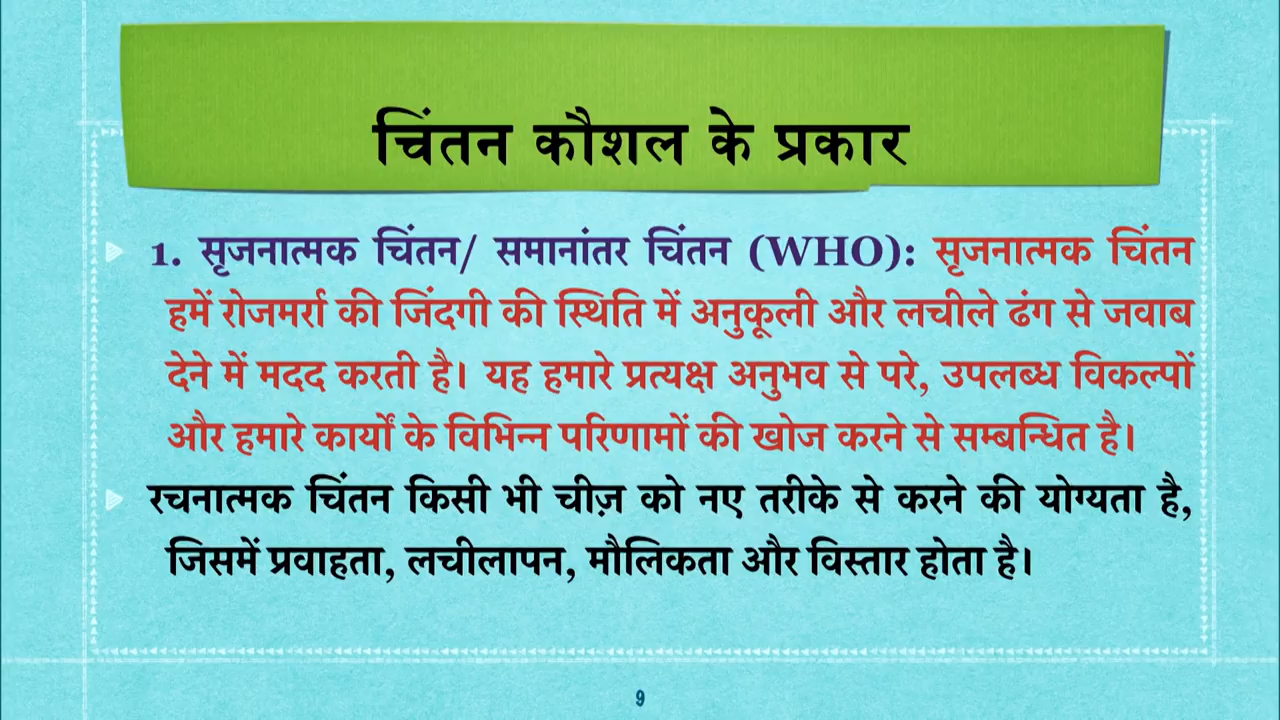 चिंतन कौशल के प्रकार
1. सृजनात्मक चिंतन/ समानांतर चिंतन (WHO): सृजनात्मक चिंतन
हमें रोजमर्रा की जिंदगी की स्थिति में अनुकूली और लचीले ढंग से जवाब
देने में मदद करती है। यह हमारे प्रत्यक्ष अनुभव से परे, उपलब्ध विकल्पों
और हमारे कार्यों के विभिन्न परिणामों की खोज करने से सम्बन्धित है।
रचनात्मक चिंतन किसी भी चीज़ को नए तरीके से करने की योग्यता है,
जिसमें प्रवाहता, लचीलापन, मौलिकता और विस्तार होता है।
9